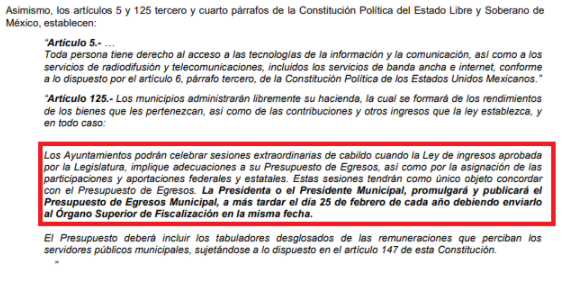 Asimismo, los artículos 5 y 125 tercero y cuarto párrafos de la Constitución Política del Estado Libre y Soberano de
México, establecen:
"Artículo 5.- …
Toda persona tiene derecho al acceso a las tecnologías de la información y la comunicación, así como a los
servicios de radiodifusión y telecomunicaciones, incluidos los servicios de banda ancha e internet, conforme
a lo dispuesto por el artículo 6, párrafo tercero, de la Constitución Política de los Estados Unidos Mexicanos."
"Artículo 125.- Los municipios administrarán libremente su hacienda, la cual se formará de los rendimientos
de los bienes que les pertenezcan, así como de las contribuciones y otros ingresos que la ley establezca, y
en todo caso:
Los Ayuntamientos podrán celebrar sesiones extraordinarias de cabildo cuando la Ley de ingresos aprobada
por la Legislatura, implique adecuaciones a su Presupuesto de Egresos, así como por la asignación de las
participaciones y aportaciones federales y estatales. Estas sesiones tendrán como único objeto concordar
con el Presupuesto de Egresos. La Presidenta o el Presidente Municipal, promulgará y publicará el
Presupuesto de Egresos Municipal, a más tardar el día 25 de febrero de cada año debiendo enviarlo
al Órgano Superior de Fiscalización en la misma fecha.
El Presupuesto deberá incluir los tabuladores desglosados de las remuneraciones que perciban los
servidores públicos municipales, sujetándose a lo dispuesto en el artículo 147 de esta Constitución.
"